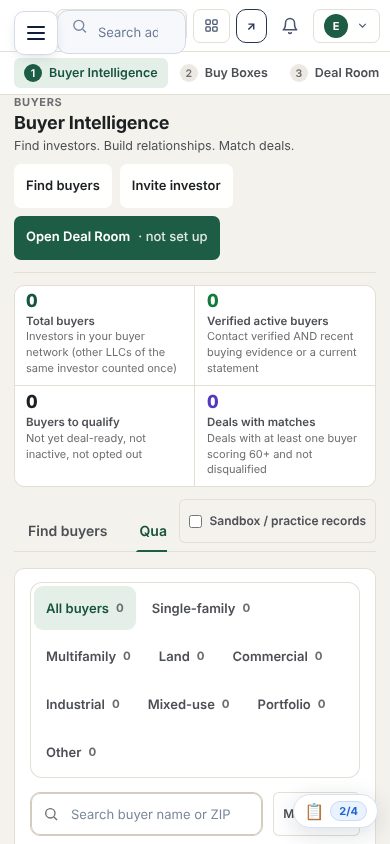 Search ad
E
1 Buyer Intelligence 2 Buy Boxes 3 Deal Room
BUYERS
Buyer Intelligence
Find investors. Build relationships. Match deals.
Find buyers Invite investor
Open Deal Room · not set up
0
Total buyers
Investors in your buyer
network (other LLCs of the
same investor counted once)
0
Verified active buyers
Contact verified AND recent
buying evidence or a current
statement
0
Buyers to qualify
Not yet deal-ready, not
inactive, not opted out
0
Deals with matches
Deals with at least one buyer
scoring 60+ and not
disqualified
Find buyers Qua Sandbox / practice records
All buyers 0 Single-family 0
Multifamily 0 Land 0 Commercial 0
Industrial 0 Mixed-use 0 Portfolio 0
Other 0
Search buyer name or ZIP M 2/4